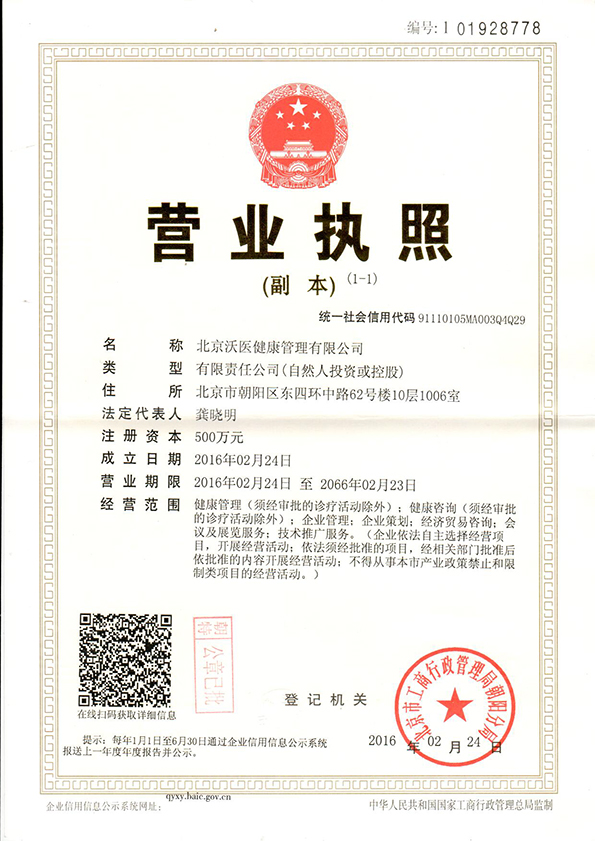 编号: 1 01928778
营业执照
(副 本) (1-1)
统一社会信用代码 91110105MA003Q4Q29
名 称 北京沃医健康管理有限公司
类 型 有限责任公司(自然人投资或控股)
住 所 北京市朝阳区东四环中路62号楼10层1006室
法定代表人 龚晓明
注册资本 500万元
成立日期 2016年02月24日
营业期限 2016年02月24日 至 2066年02月23日
经营范围 健康管理（须经审批的诊疗活动除外）；健康咨询（须经审批
的诊疗活动除外）；企业管理；企业策划；经济贸易咨询；会
议及展览服务；技术推广服务。（企业依法自主选择经营项
目，开展经营活动；依法须经批准的项目，经相关部门批准后
依批准的内容开展经营活动；不得从事本市产业政策禁止和限
制类项目的经营活动。）
在线扫码获取详细信息
公章已批
登记机关
北京市工商行政管理局朝阳分局
2016 年 02 月 24 日
提示：每年1月1日至6月30日通过企业信用信息公示系统
报送上一年度年度报告并公示。
qyxy.baic.gov.cn
企业信用信息公示系统网址：
中华人民共和国国家工商行政管理总局监制